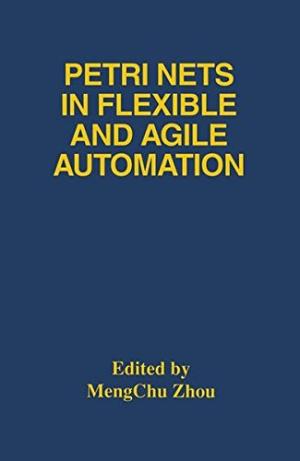 PETRI NETS
IN FLEXIBLE
AND AGILE
AUTOMATION
Edited by
MengChu Zhou